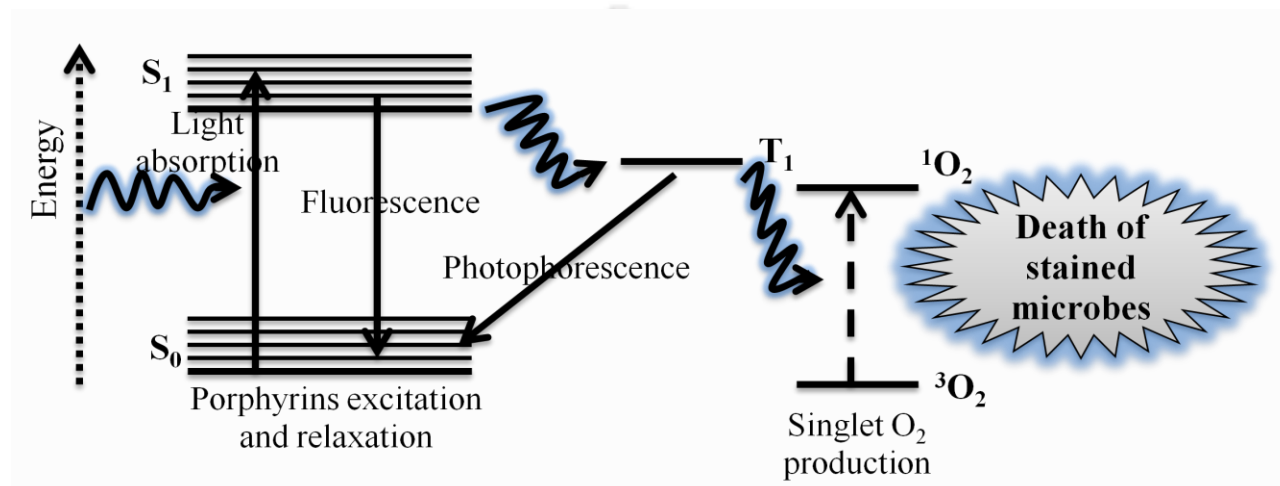 Energy
S₁
Light
absorption
Fluorescence
Photophorescence
S₀
Porphyrins excitation
and relaxation
T₁
¹O₂
³O₂
Singlet O₂
production
Death of
stained
microbes